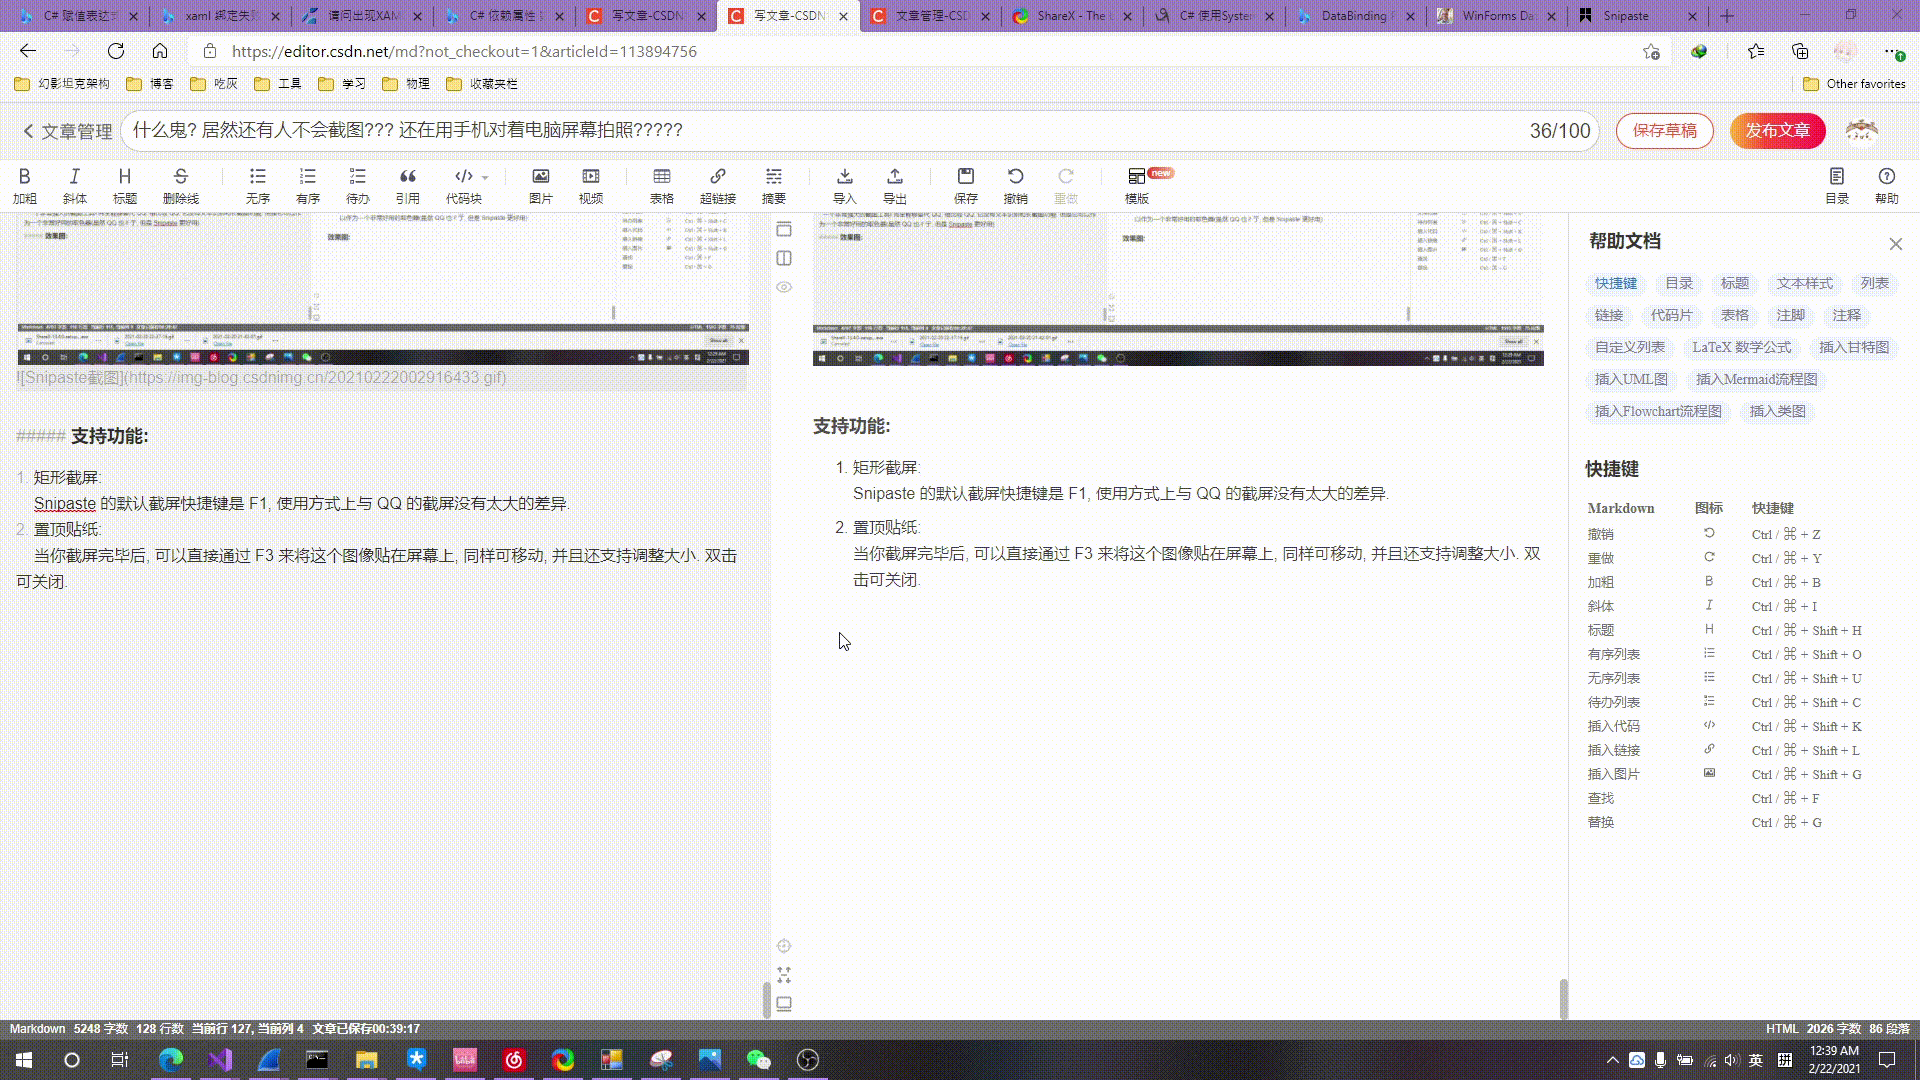 C# 赋值表达
xaml 绑定失败
请问出现XAM
C# 依赖属性
写文章-CSDN
写文章-CSDN
文章管理-CSD
ShareX - The
C# 使用System
DataBinding
WinForms Da
Snipaste
https://editor.csdn.net/md?not_checkout=1&articleId=113894756
幻影坦克架构 博客 吃灰 工具 学习 物理 收藏夹栏 Other favorites
文章管理
什么鬼? 居然还有人不会截图??? 还在用手机对着电脑屏幕拍照?????
36/100
保存草稿
发布文章
加粗 斜体 标题 删除线 无序 有序 待办 引用 代码块 图片 视频 表格 超链接 摘要 导入 导出 保存 撤销 重做 模版 new 目录 帮助
效果图:
效果图:
效果图:
效果图:
![Snipaste截图](https://img-blog.csdnimg.cn/20210222002916433.gif)
##### 支持功能:
1. 矩形截屏:
Snipaste 的默认截屏快捷键是 F1, 使用方式上与 QQ 的截屏没有太大的差异.
2. 置顶贴纸:
当你截屏完毕后, 可以直接通过 F3 来将这个图像贴在屏幕上, 同样可移动, 并且还支持调整大小. 双
击可关闭.
支持功能:
1. 矩形截屏:
Snipaste 的默认截屏快捷键是 F1, 使用方式上与 QQ 的截屏没有太大的差异.
2. 置顶贴纸:
当你截屏完毕后, 可以直接通过 F3 来将这个图像贴在屏幕上, 同样可移动, 并且还支持调整大小. 双
击可关闭.
帮助文档
快捷键 目录 标题 文本样式 列表
链接 代码片 表格 注脚 注释
自定义列表 LaTeX 数学公式 插入甘特图
插入UML图 插入Mermaid流程图
插入Flowchart流程图 插入类图
快捷键
Markdown 图标 快捷键
撤销 Ctrl / ⌘ + Z
重做 Ctrl / ⌘ + Y
加粗 B Ctrl / ⌘ + B
斜体 I Ctrl / ⌘ + I
标题 H Ctrl / ⌘ + Shift + H
有序列表 Ctrl / ⌘ + Shift + O
无序列表 Ctrl / ⌘ + Shift + U
待办列表 Ctrl / ⌘ + Shift + C
插入代码 Ctrl / ⌘ + Shift + K
插入链接 Ctrl / ⌘ + Shift + L
插入图片 Ctrl / ⌘ + Shift + G
查找 Ctrl / ⌘ + F
替换 Ctrl / ⌘ + G
Markdown 5248 字数 128 行数 当前行 127, 当前列 4 文章已保存00:39:17
HTML 2026 字数 86 段落
英 拼
12:39 AM
2/22/2021